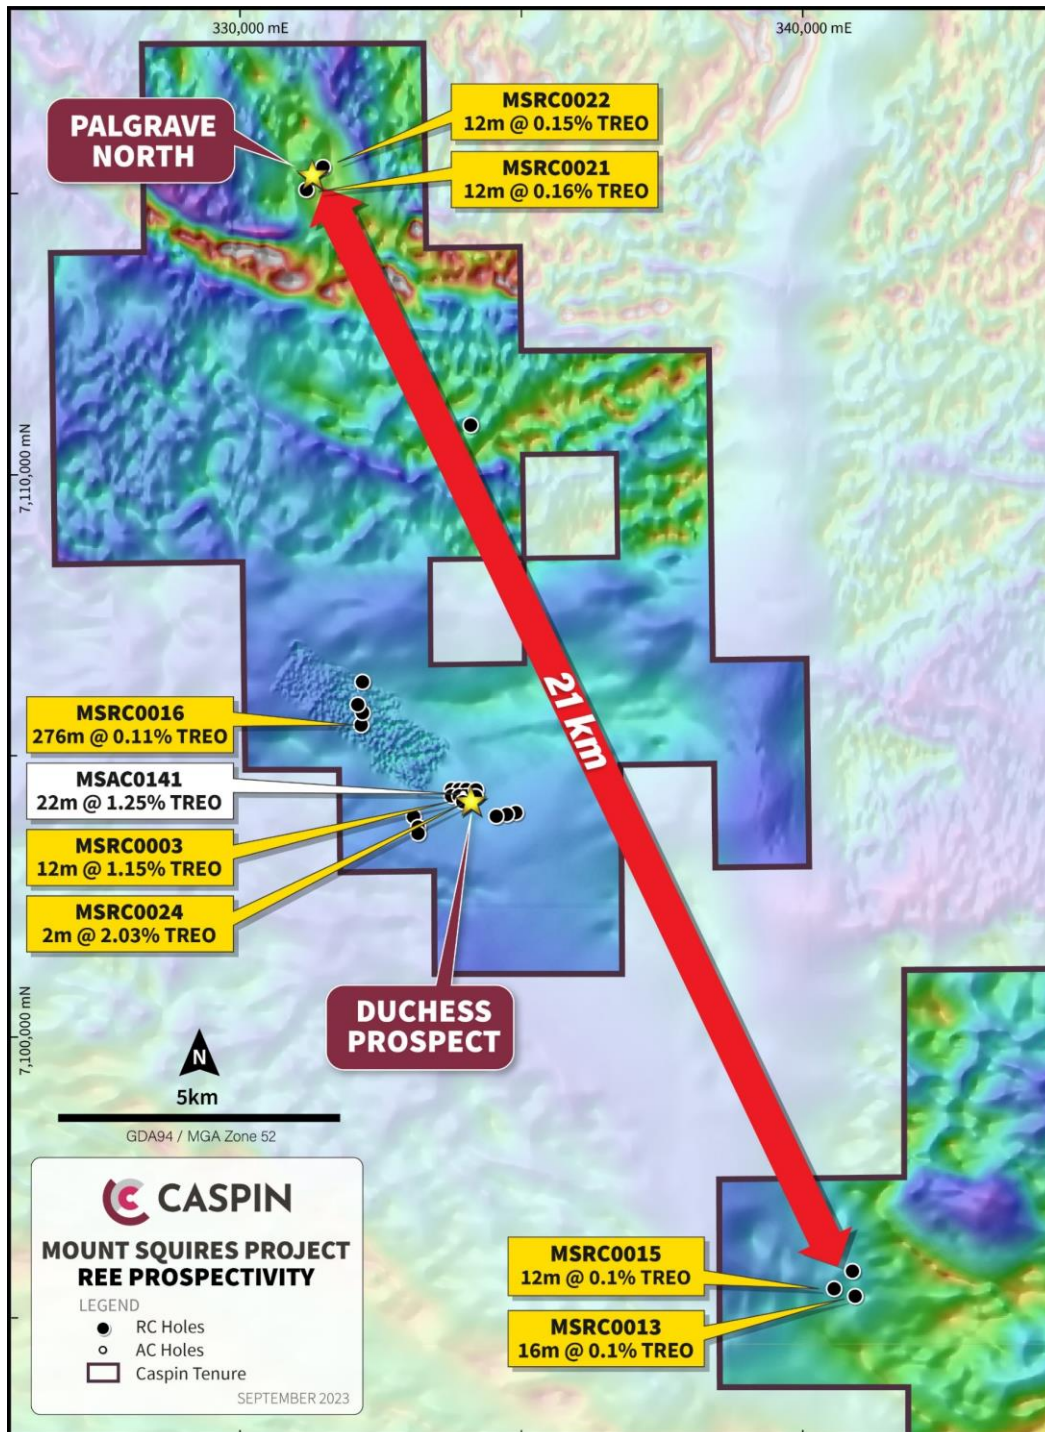 330,000 mE
340,000 mE
PALGRAVE
NORTH
MSRC0022
12m @ 0.15% TREO
MSRC0021
12m @ 0.16% TREO
7,110,000 mN
21 km
MSRC0016
276m @ 0.11% TREO
MSAC0141
22m @ 1.25% TREO
MSRC0003
12m @ 1.15% TREO
MSRC0024
2m @ 2.03% TREO
DUCHESS
PROSPECT
7,100,000 mN
N
5km
GDA94 / MGA Zone 52
CASPIN
MOUNT SQUIRES PROJECT
REE PROSPECTIVITY
LEGEND
RC Holes
AC Holes
Caspin Tenure
SEPTEMBER 2023
MSRC0015
12m @ 0.1% TREO
MSRC0013
16m @ 0.1% TREO